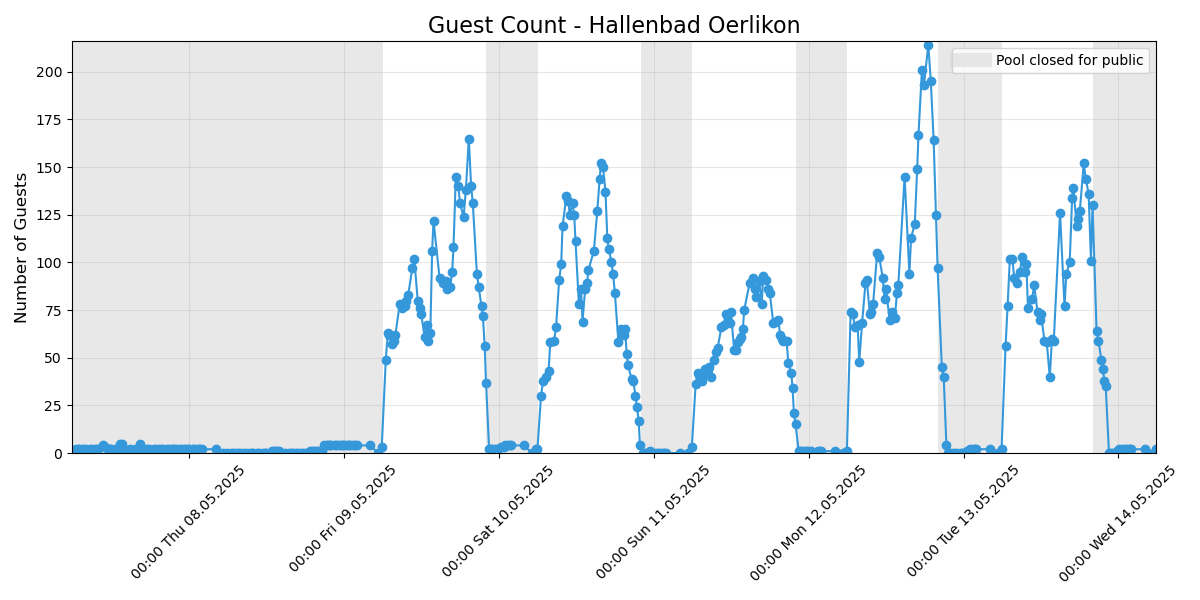 Guest Count - Hallenbad Oerlikon
Pool closed for public
Number of Guests
200
175
150
125
100
75
50
25
0
00:00 Thu 08.05.2025
00:00 Fri 09.05.2025
00:00 Sat 10.05.2025
00:00 Sun 11.05.2025
00:00 Mon 12.05.2025
00:00 Tue 13.05.2025
00:00 Wed 14.05.2025